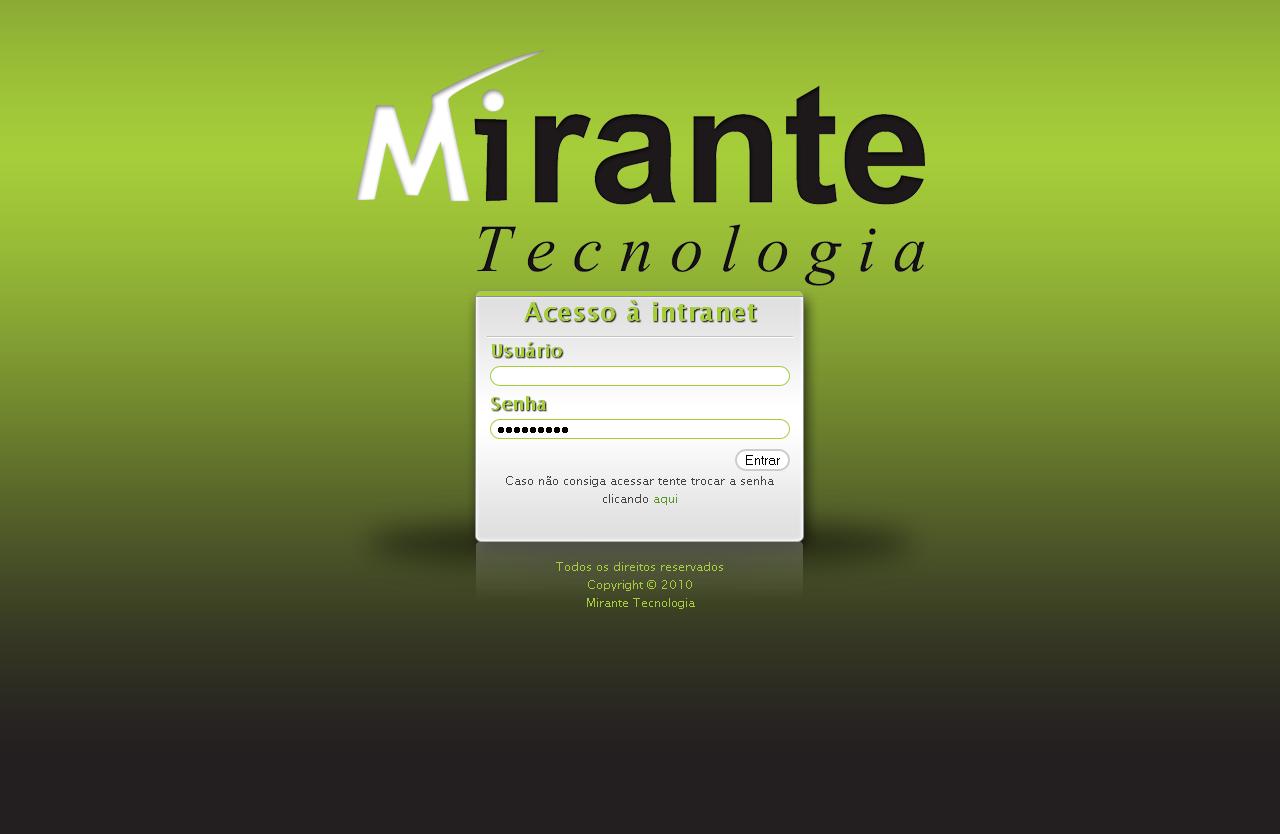 Mirante
Tecnologia
Acesso à intranet
Usuário
Senha
•••••••••
Entrar
Caso não consiga acessar tente trocar a senha
clicando aqui
Todos os direitos reservados
Copyright © 2010
Mirante Tecnologia